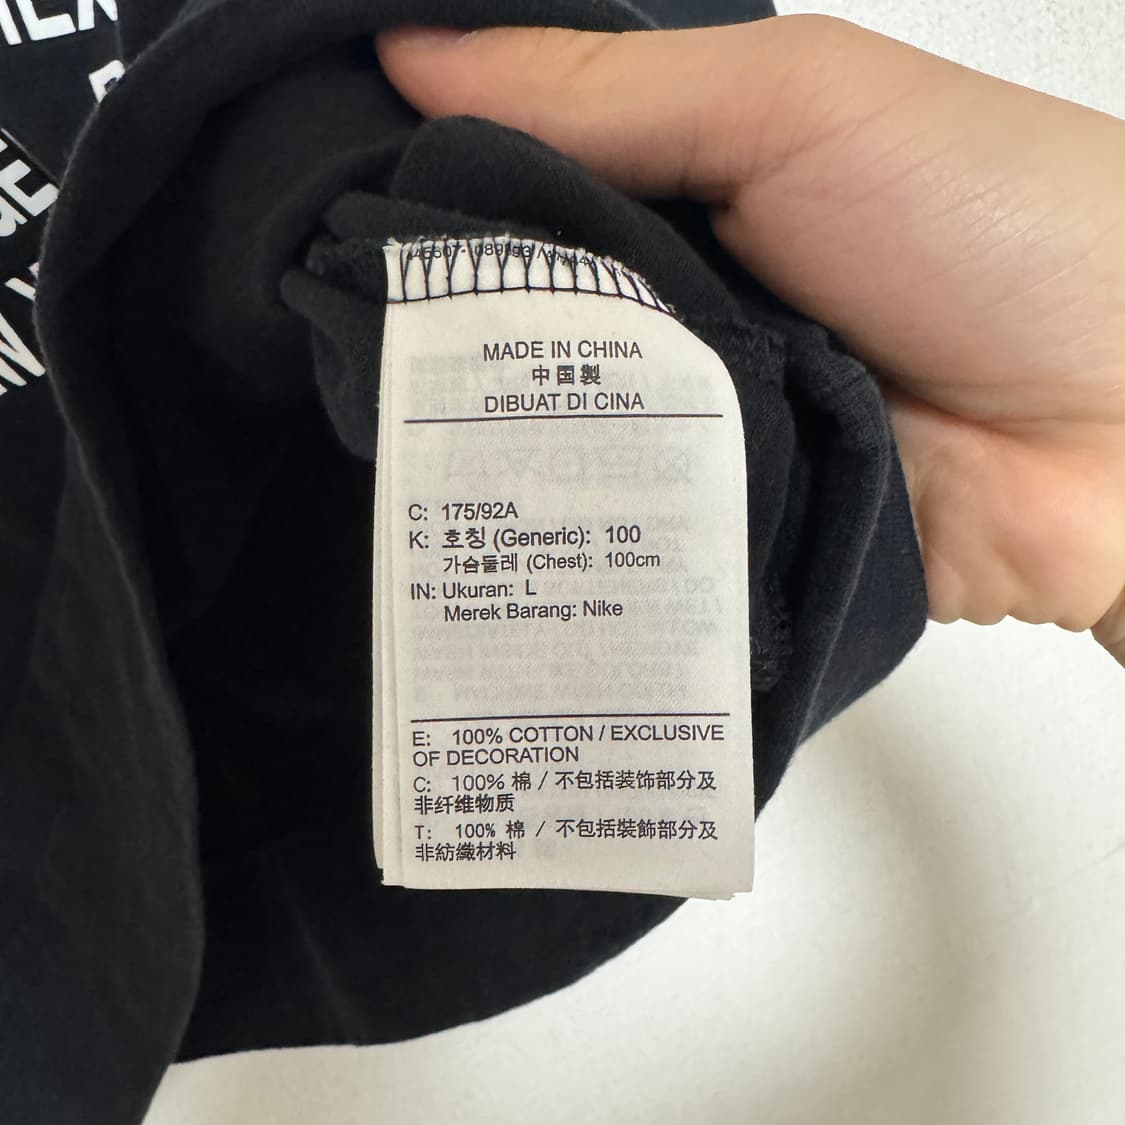 MADE IN CHINA
中国製
DIBUAT DI CINA
C: 175/92A
K: 호칭 (Generic): 100
가슴둘레 (Chest): 100cm
IN: Ukuran: L
Merek Barang: Nike
E: 100% COTTON / EXCLUSIVE
OF DECORATION
C: 100% 棉 / 不包括装饰部分及
非纤维物质
T: 100% 棉 / 不包括裝飾部分及
非紡織材料